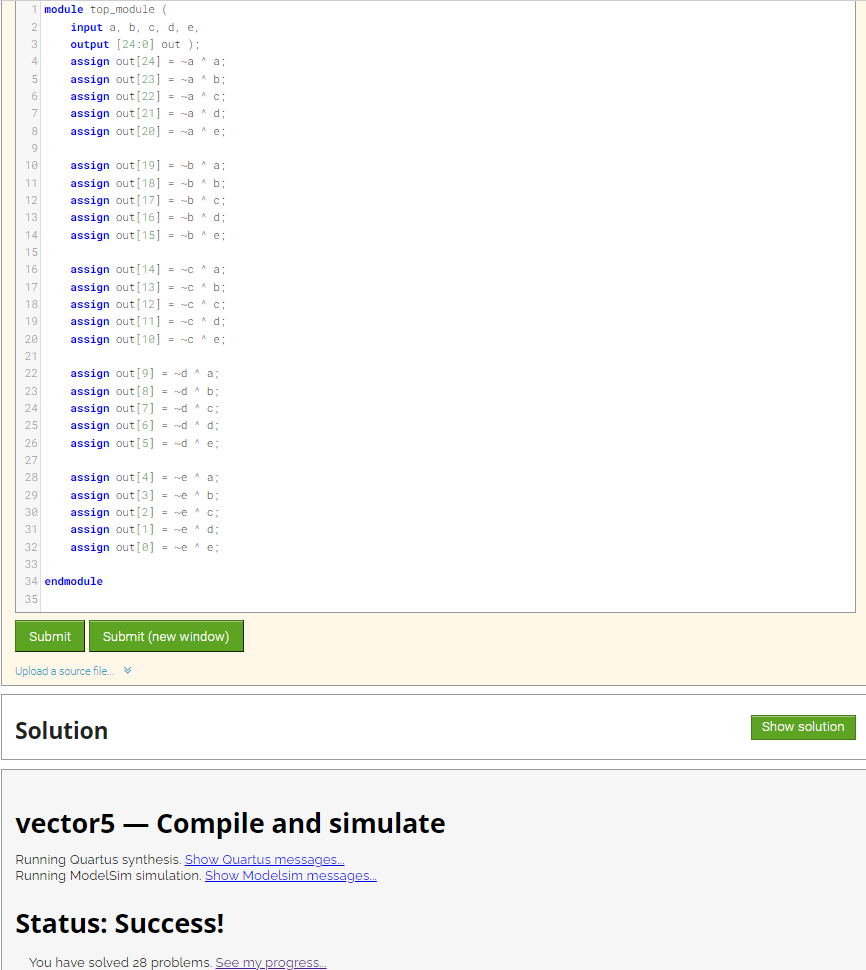 1 module top_module (
2 input a, b, c, d, e,
3 output [24:0] out );
4 assign out[24] = ~a ^ a;
5 assign out[23] = ~a ^ b;
6 assign out[22] = ~a ^ c;
7 assign out[21] = ~a ^ d;
8 assign out[20] = ~a ^ e;
9
10 assign out[19] = ~b ^ a;
11 assign out[18] = ~b ^ b;
12 assign out[17] = ~b ^ c;
13 assign out[16] = ~b ^ d;
14 assign out[15] = ~b ^ e;
15
16 assign out[14] = ~c ^ a;
17 assign out[13] = ~c ^ b;
18 assign out[12] = ~c ^ c;
19 assign out[11] = ~c ^ d;
20 assign out[10] = ~c ^ e;
21
22 assign out[9] = ~d ^ a;
23 assign out[8] = ~d ^ b;
24 assign out[7] = ~d ^ c;
25 assign out[6] = ~d ^ d;
26 assign out[5] = ~d ^ e;
27
28 assign out[4] = ~e ^ a;
29 assign out[3] = ~e ^ b;
30 assign out[2] = ~e ^ c;
31 assign out[1] = ~e ^ d;
32 assign out[0] = ~e ^ e;
33
34 endmodule
35
Submit Submit (new window)
Upload a source file...
Solution Show solution
vector5 — Compile and simulate
Running Quartus synthesis. Show Quartus messages...
Running ModelSim simulation. Show Modelsim messages...
Status: Success!
You have solved 28 problems. See my progress...